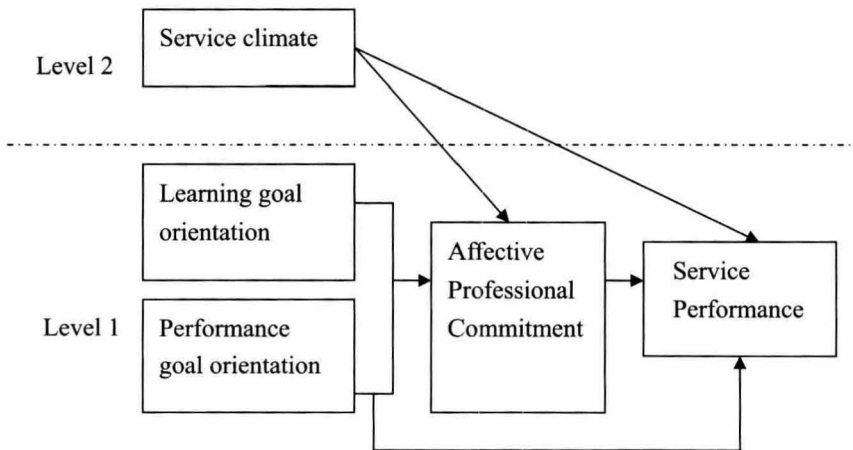 Service climate
Level 2
Learning goal
orientation
Affective
Professional
Commitment
Service
Performance
Level 1
Performance
goal orientation